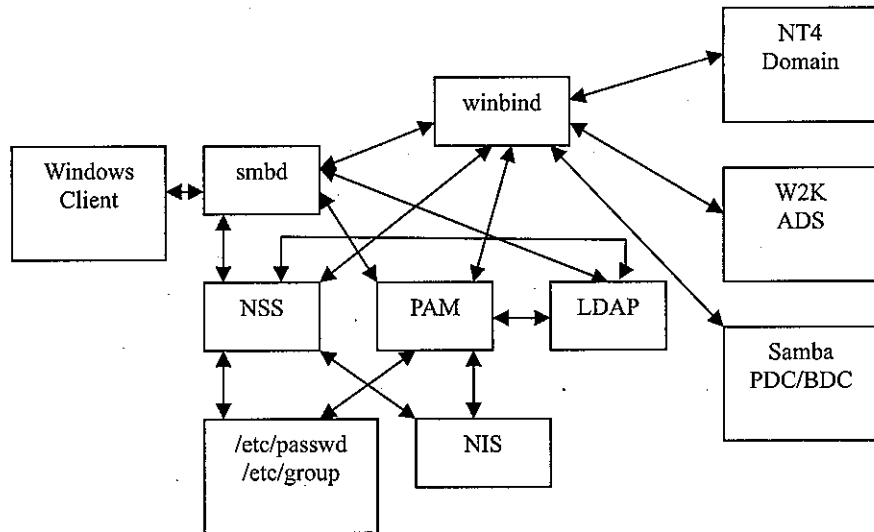 NT4
Domain
winbind
Windows
Client
smbd
W2K
ADS
NSS
PAM
LDAP
Samba
PDC/BDC
/etc/passwd
/etc/group
NIS